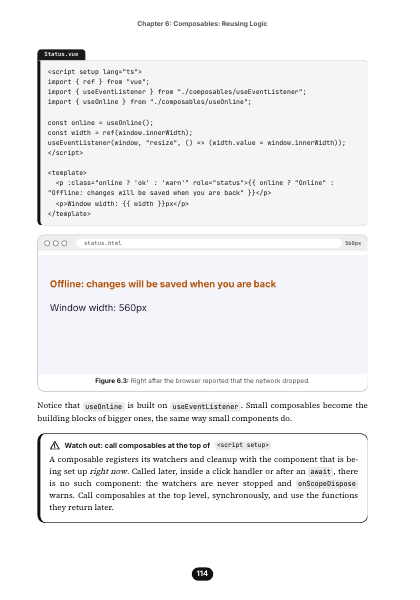 Chapter 6: Composables: Reusing Logic
Status.vue
<script setup lang="ts">
import { ref } from "vue";
import { useEventListener } from "./composables/useEventListener";
import { useOnline } from "./composables/useOnline";
const online = useOnline();
const width = ref(window.innerWidth);
useEventListener(window, "resize", () => (width.value = window.innerWidth));
</script>
<template>
<p :class="online ? 'ok' : 'warn'" role="status">{{ online ? "Online" :
"Offline: changes will be saved when you are back" }}</p>
<p>Window width: {{ width }}px</p>
</template>
status.html
560px
Offline: changes will be saved when you are back
Window width: 560px
Figure 6.3: Right after the browser reported that the network dropped.
Notice that useOnline is built on useEventListener. Small composables become the
building blocks of bigger ones, the same way small components do.
Watch out: call composables at the top of <script setup>
A composable registers its watchers and cleanup with the component that is be-
ing set up right now. Called later, inside a click handler or after an await, there
is no such component: the watchers are never stopped and onScopeDispose
warns. Call composables at the top level, synchronously, and use the functions
they return later.
114